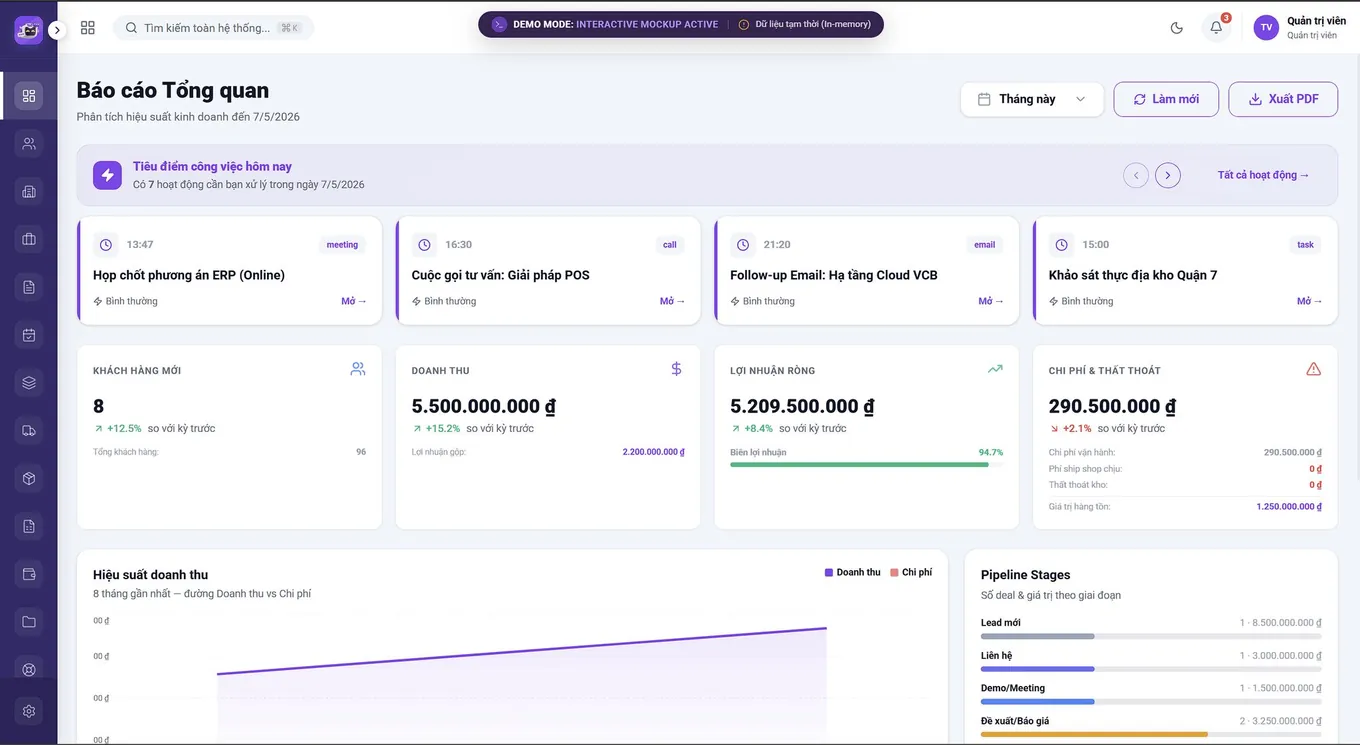 Tìm kiếm toàn hệ thống... ⌘K
DEMO MODE: INTERACTIVE MOCKUP ACTIVE
Dữ liệu tạm thời (In-memory)
3
TV
Quản trị viên
Quản trị viên
Báo cáo Tổng quan
Phân tích hiệu suất kinh doanh đến 7/5/2026
Tháng này
Làm mới
Xuất PDF
Tiêu điểm công việc hôm nay
Có 7 hoạt động cần bạn xử lý trong ngày 7/5/2026
Tất cả hoạt động →
13:47 meeting
Họp chốt phương án ERP (Online)
Bình thường Mở →
16:30 call
Cuộc gọi tư vấn: Giải pháp POS
Bình thường Mở →
21:20 email
Follow-up Email: Hạ tầng Cloud VCB
Bình thường Mở →
15:00 task
Khảo sát thực địa kho Quận 7
Bình thường Mở →
KHÁCH HÀNG MỚI
8
+12.5% so với kỳ trước
Tổng khách hàng: 96
DOANH THU
5.500.000.000 ₫
+15.2% so với kỳ trước
Lợi nhuận gộp: 2.200.000.000 ₫
LỢI NHUẬN RÒNG
5.209.500.000 ₫
+8.4% so với kỳ trước
Biên lợi nhuận 94.7%
CHI PHÍ & THẤT THOÁT
290.500.000 ₫
+2.1% so với kỳ trước
Chi phí vận hành: 290.500.000 ₫
Phí ship shop chịu: 0 ₫
Thất thoát kho: 0 ₫
Giá trị hàng tồn: 1.250.000.000 ₫
Hiệu suất doanh thu
8 tháng gần nhất — đường Doanh thu vs Chi phí
Doanh thu Chi phí
00 ₫
00 ₫
00 ₫
00 ₫
Pipeline Stages
Số deal & giá trị theo giai đoạn
Lead mới 1 · 8.500.000.000 ₫
Liên hệ 1 · 3.000.000.000 ₫
Demo/Meeting 1 · 1.500.000.000 ₫
Đề xuất/Báo giá 2 · 3.250.000.000 ₫